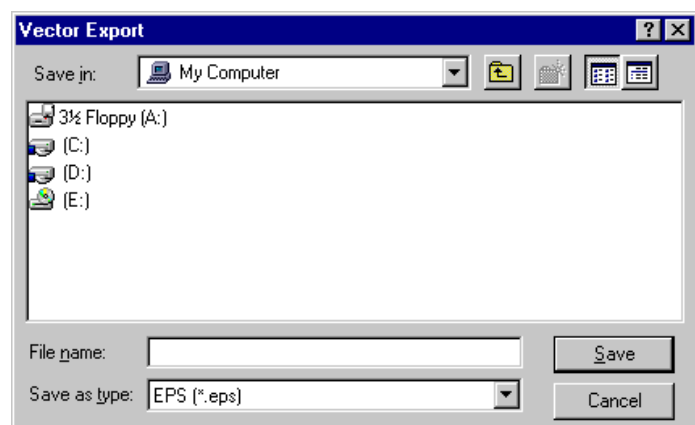 Vector Export
Save in: My Computer
3½ Floppy (A:)
(C:)
(D:)
(E:)
File name:
Save
Save as type: EPS (*.eps)
Cancel